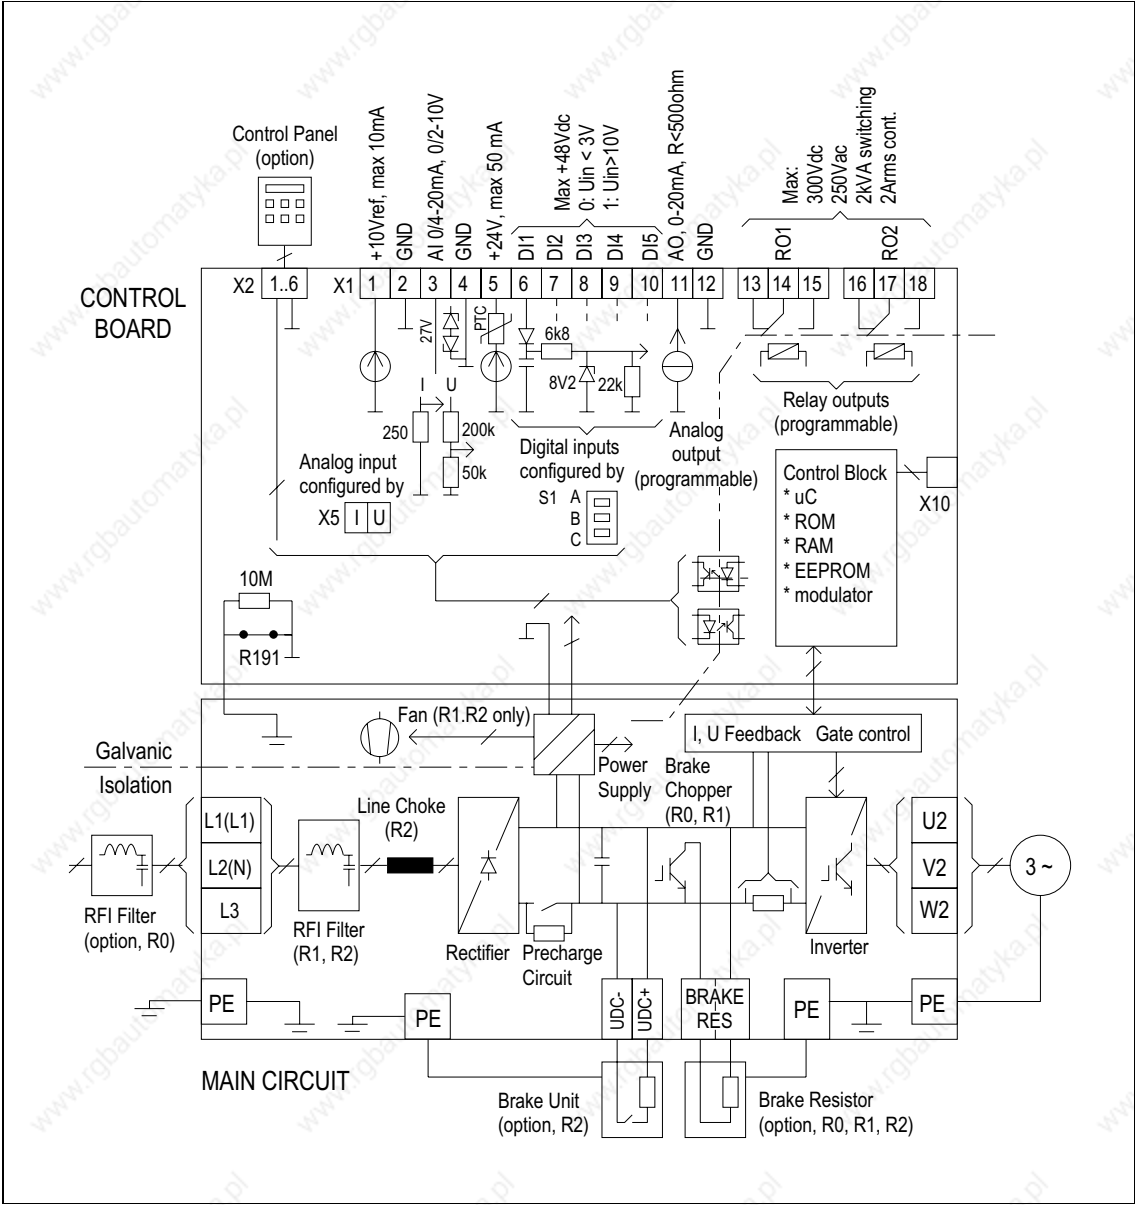 Control Panel
(option)
+10Vref, max 10mA
GND
AI 0/4-20mA, 0/2-10V
GND
+24V, max 50 mA
DI1
DI2
DI3
DI4
DI5
Max +48Vdc
0: Uin < 3V
1: Uin>10V
AO, 0-20mA, R<500ohm
GND
RO1
RO2
Max:
300Vdc
250Vac
2kVA switching
2Arms cont.
CONTROL
BOARD
X2
1..6
X1
1
2
3
4
5
6
7
8
9
10
11
12
13
14
15
16
17
18
27V
PTC
6k8
8V2
22k
I
U
250
200k
50k
Relay outputs
(programmable)
Analog input
configured by
X5
I
U
Digital inputs
configured by
S1
A
B
C
Analog
output
(programmable)
Control Block
* uC
* ROM
* RAM
* EEPROM
* modulator
X10
10M
R191
Fan (R1.R2 only)
Galvanic
Isolation
Power
Supply
I, U Feedback
Gate control
Brake
Chopper
(R0, R1)
Line Choke
(R2)
L1(L1)
L2(N)
L3
RFI Filter
(option, R0)
RFI Filter
(R1, R2)
Rectifier
Precharge
Circuit
Inverter
U2
V2
W2
3 ~
PE
PE
UDC-
UDC+
BRAKE
RES
PE
PE
MAIN CIRCUIT
Brake Unit
(option, R2)
Brake Resistor
(option, R0, R1, R2)
www.rgbautomatyka.pl